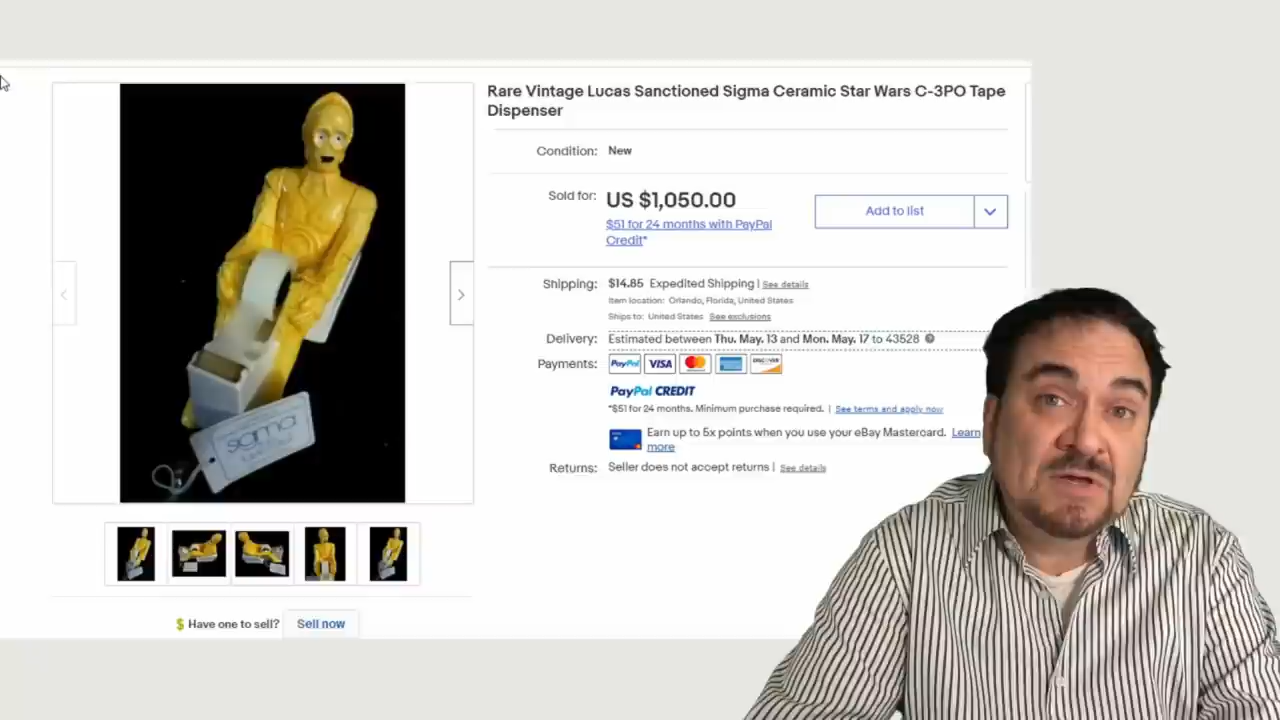 Rare Vintage Lucas Sanctioned Sigma Ceramic Star Wars C-3PO Tape
Dispenser
Condition: New
Sold for: US $1,050.00
$51 for 24 months with PayPal
Credit*
Add to list
Shipping: $14.85 Expedited Shipping | See details
Item location: Orlando, Florida, United States
Ships to: United States See exclusions
Delivery: Estimated between Thu. May. 13 and Mon. May. 17 to 43528
Payments: PayPal VISA DISCOVER
PayPal CREDIT
*$51 for 24 months. Minimum purchase required. | See terms and apply now
Earn up to 5x points when you use your eBay Mastercard. Learn
more
Returns: Seller does not accept returns | See details
sigma
$ Have one to sell? Sell now